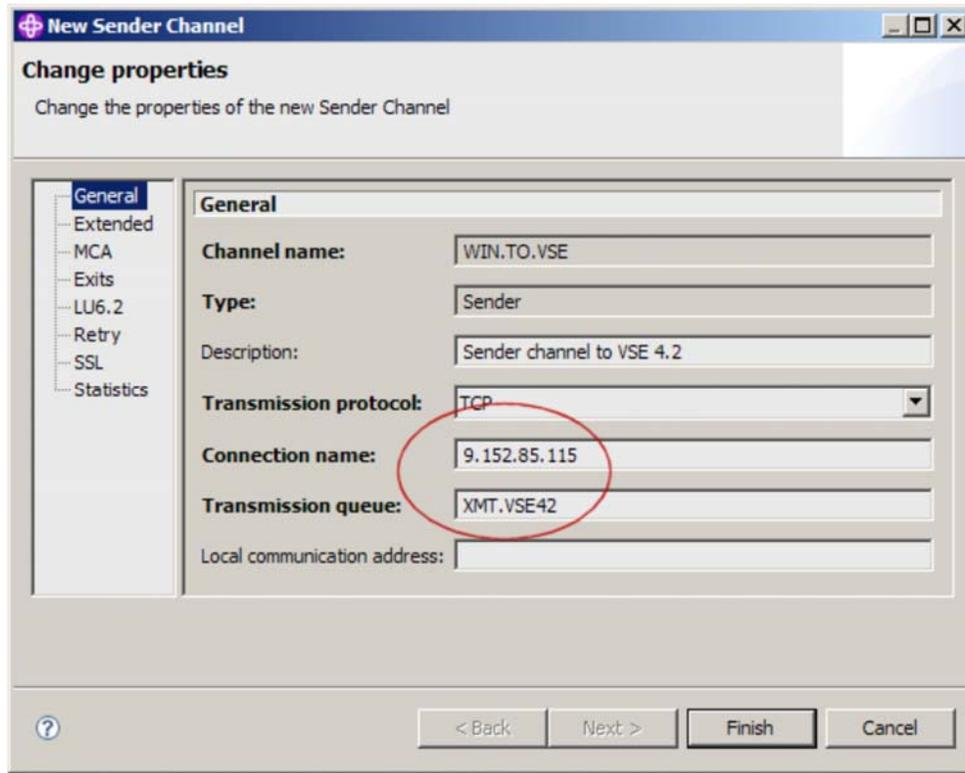 New Sender Channel
Change properties
Change the properties of the new Sender Channel
General
Extended
MCA
Exits
LU6.2
Retry
SSL
Statistics
General
Channel name: WIN.TO.VSE
Type: Sender
Description: Sender channel to VSE 4.2
Transmission protocol: TCP
Connection name: 9.152.85.115
Transmission queue: XMT.VSE42
Local communication address:
? < Back Next > Finish Cancel